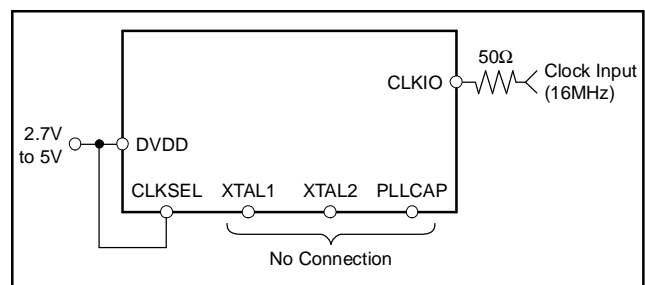 50Ω
CLKIO
Clock Input
(16MHz)
2.7V
to 5V
DVDD
CLKSEL XTAL1 XTAL2 PLLCAP
No Connection